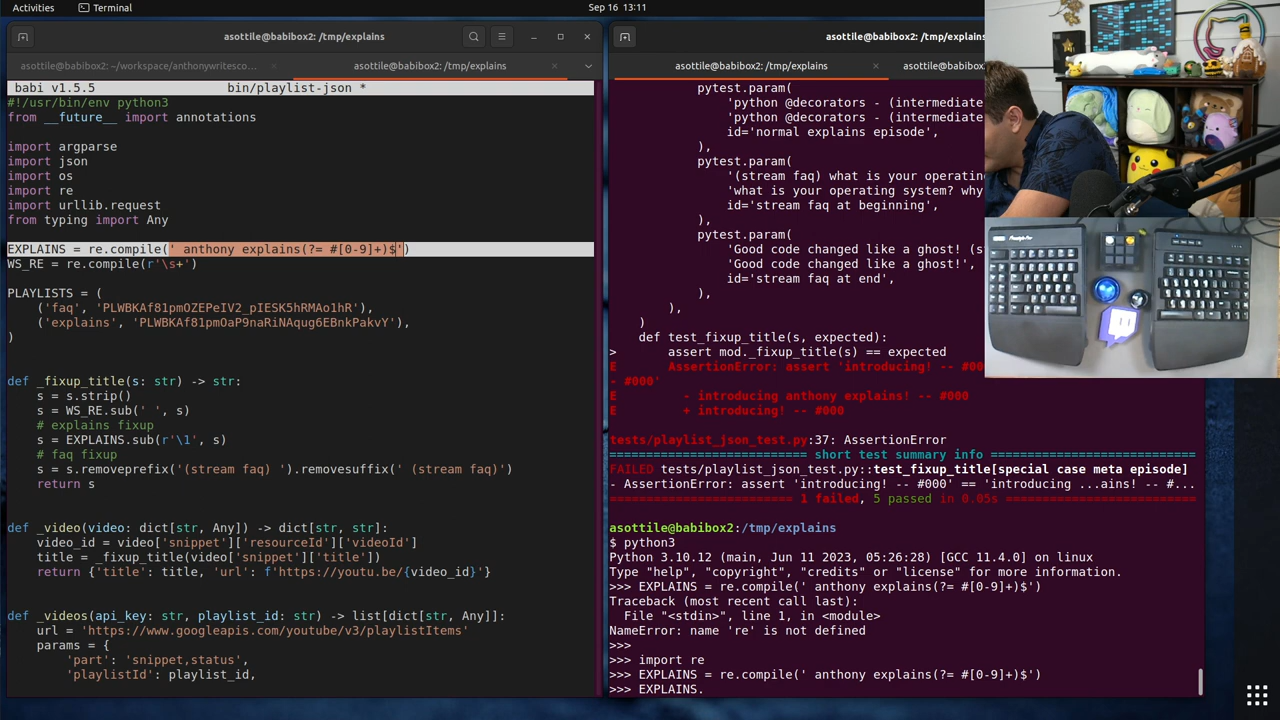 Activities
Terminal
Sep 16 13:11
asottile@babibox2: /tmp/explains
asottile@babibox2: ~/workspace/anthonywritesco...
asottile@babibox2: /tmp/explains
babi v1.5.5 bin/playlist-json *
#!/usr/bin/env python3
from __future__ import annotations
import argparse
import json
import os
import re
import urllib.request
from typing import Any
EXPLAINS = re.compile(' anthony explains(?= #[0-9]+)$')
WS_RE = re.compile(r'\s+')
PLAYLISTS = (
    ('faq', 'PLWBKAf81pmOZEPeIV2_pIESK5hRMAo1hR'),
    ('explains', 'PLWBKAf81pmOaP9naRiNAqug6EBnkPakvY'),
)
def _fixup_title(s: str) -> str:
    s = s.strip()
    s = WS_RE.sub(' ', s)
    # explains fixup
    s = EXPLAINS.sub(r'\1', s)
    # faq fixup
    s = s.removeprefix('(stream faq) ').removesuffix(' (stream faq)')
    return s
def _video(video: dict[str, Any]) -> dict[str, str]:
    video_id = video['snippet']['resourceId']['videoId']
    title = _fixup_title(video['snippet']['title'])
    return {'title': title, 'url': f'https://youtu.be/{video_id}'}
def _videos(api_key: str, playlist_id: str) -> list[dict[str, Any]]:
    url = 'https://www.googleapis.com/youtube/v3/playlistItems'
    params = {
        'part': 'snippet,status',
        'playlistId': playlist_id,
asottile@babibox2: /tmp/explains
asottile@babibox2: /tmp/explains
asottile@babibox2: ~/workspac
            pytest.param(
                'python @decorators - (intermediate
                'python @decorators - (intermediate
                id='normal explains episode',
            ),
            pytest.param(
                '(stream faq) what is your operatin
                'what is your operating system? why
                id='stream faq at beginning',
            ),
            pytest.param(
                'Good code changed like a ghost! (s
                'Good code changed like a ghost!',
                id='stream faq at end',
            ),
        ),
    )
    def test_fixup_title(s, expected):
>       assert mod._fixup_title(s) == expected
E       AssertionError: assert 'introducing! -- #00
- #000'
E         - introducing anthony explains! -- #000
E         + introducing! -- #000
tests/playlist_json_test.py:37: AssertionError
=========================== short test summary info ===========================
FAILED tests/playlist_json_test.py::test_fixup_title[special case meta episode]
- AssertionError: assert 'introducing! -- #000' == 'introducing ...ains! -- #...
========================= 1 failed, 5 passed in 0.05s =========================
asottile@babibox2:/tmp/explains
$ python3
Python 3.10.12 (main, Jun 11 2023, 05:26:28) [GCC 11.4.0] on linux
Type "help", "copyright", "credits" or "license" for more information.
>>> EXPLAINS = re.compile(' anthony explains(?= #[0-9]+)$')
Traceback (most recent call last):
  File "<stdin>", line 1, in <module>
NameError: name 're' is not defined
>>>
>>> import re
>>> EXPLAINS = re.compile(' anthony explains(?= #[0-9]+)$')
>>> EXPLAINS.